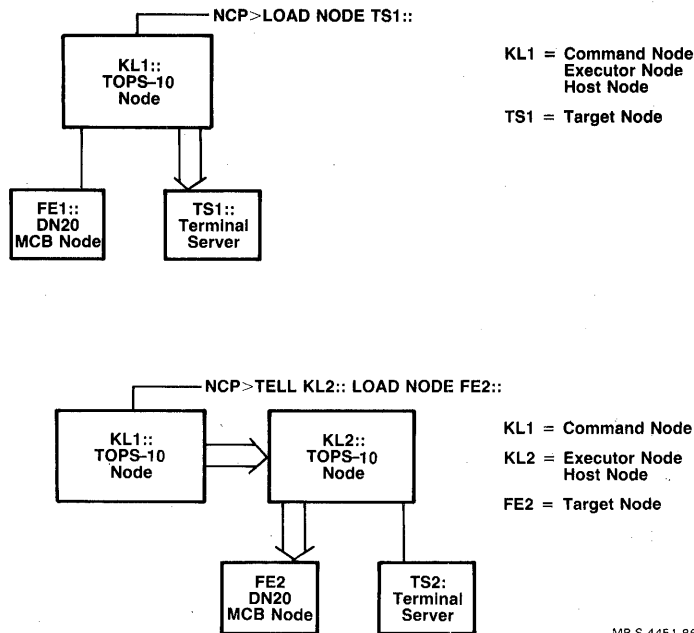 NCP>LOAD NODE TS1::
KL1::
TOPS-10
Node
KL1 = Command Node
Executor Node
Host Node
TS1 = Target Node
FE1::
DN20
MCB Node
TS1::
Terminal
Server
NCP>TELL KL2:: LOAD NODE FE2::
KL1::
TOPS-10
Node
KL2::
TOPS-10
Node
KL1 = Command Node
KL2 = Executor Node
Host Node
FE2 = Target Node
FE2
DN20
MCB Node
TS2:
Terminal
Server